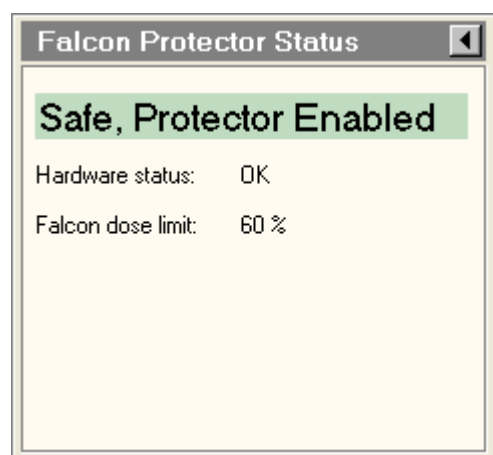 Falcon Protector Status
Safe, Protector Enabled
Hardware status: OK
Falcon dose limit: 60 %